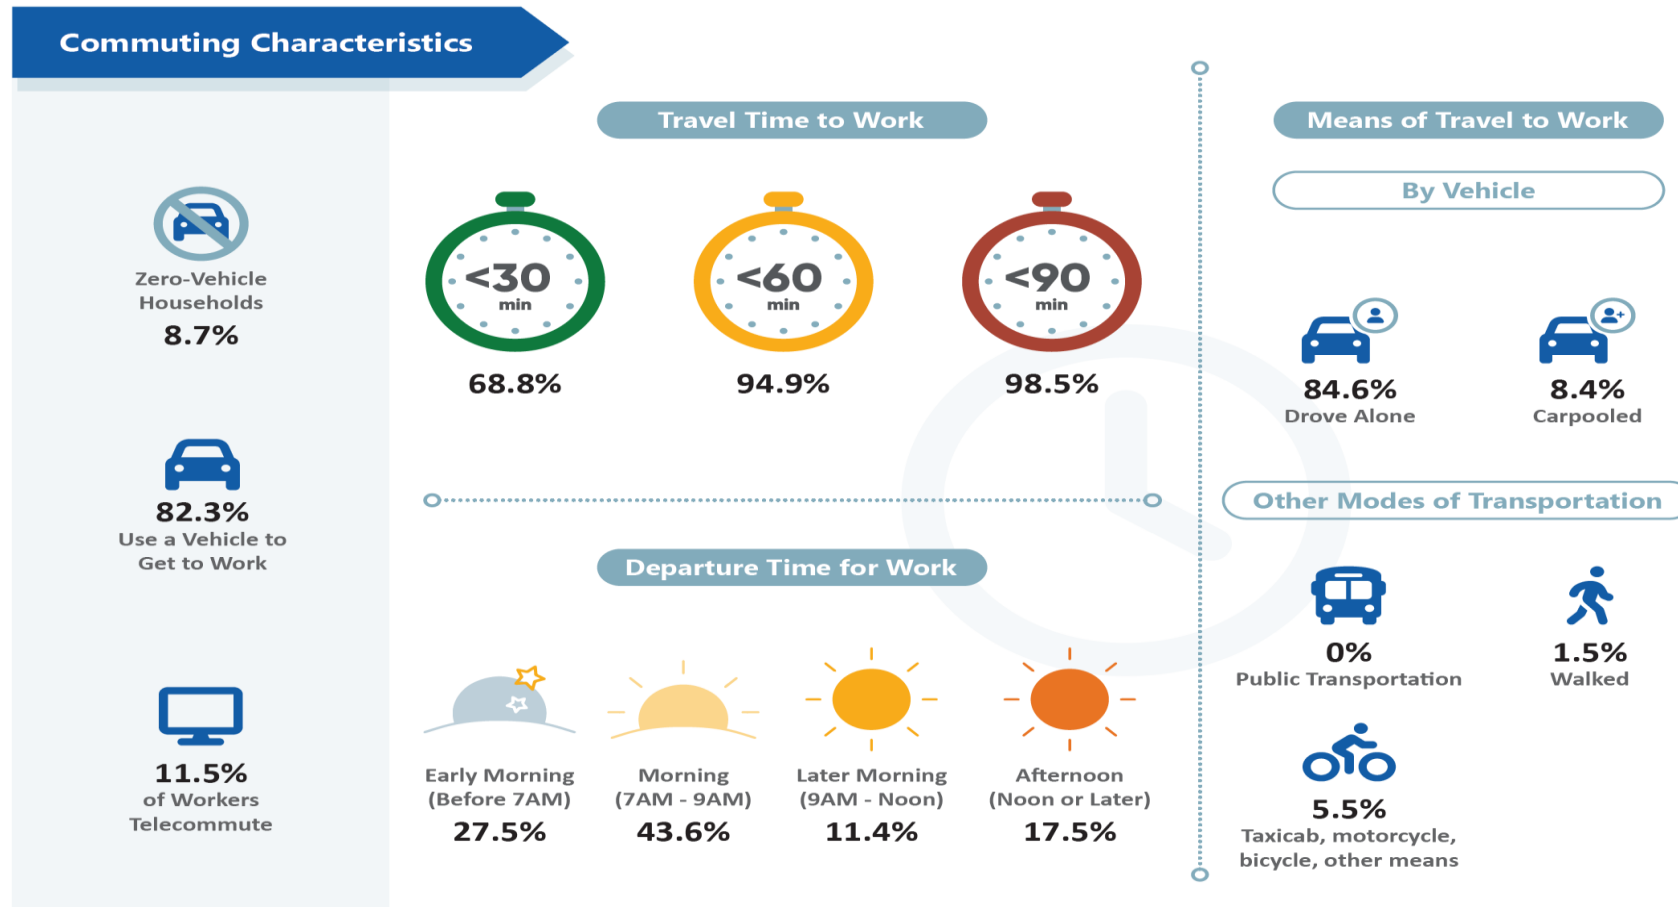 Commuting Characteristics
Zero-Vehicle
Households
8.7%
82.3%
Use a Vehicle to
Get to Work
11.5%
of Workers
Telecommute
Travel Time to Work
<30
min
68.8%
<60
min
94.9%
<90
min
98.5%
Departure Time for Work
Early Morning
(Before 7AM)
27.5%
Morning
(7AM - 9AM)
43.6%
Later Morning
(9AM - Noon)
11.4%
Afternoon
(Noon or Later)
17.5%
Means of Travel to Work
By Vehicle
84.6%
Drove Alone
8.4%
Carpooled
Other Modes of Transportation
0%
Public Transportation
1.5%
Walked
5.5%
Taxicab, motorcycle,
bicycle, other means